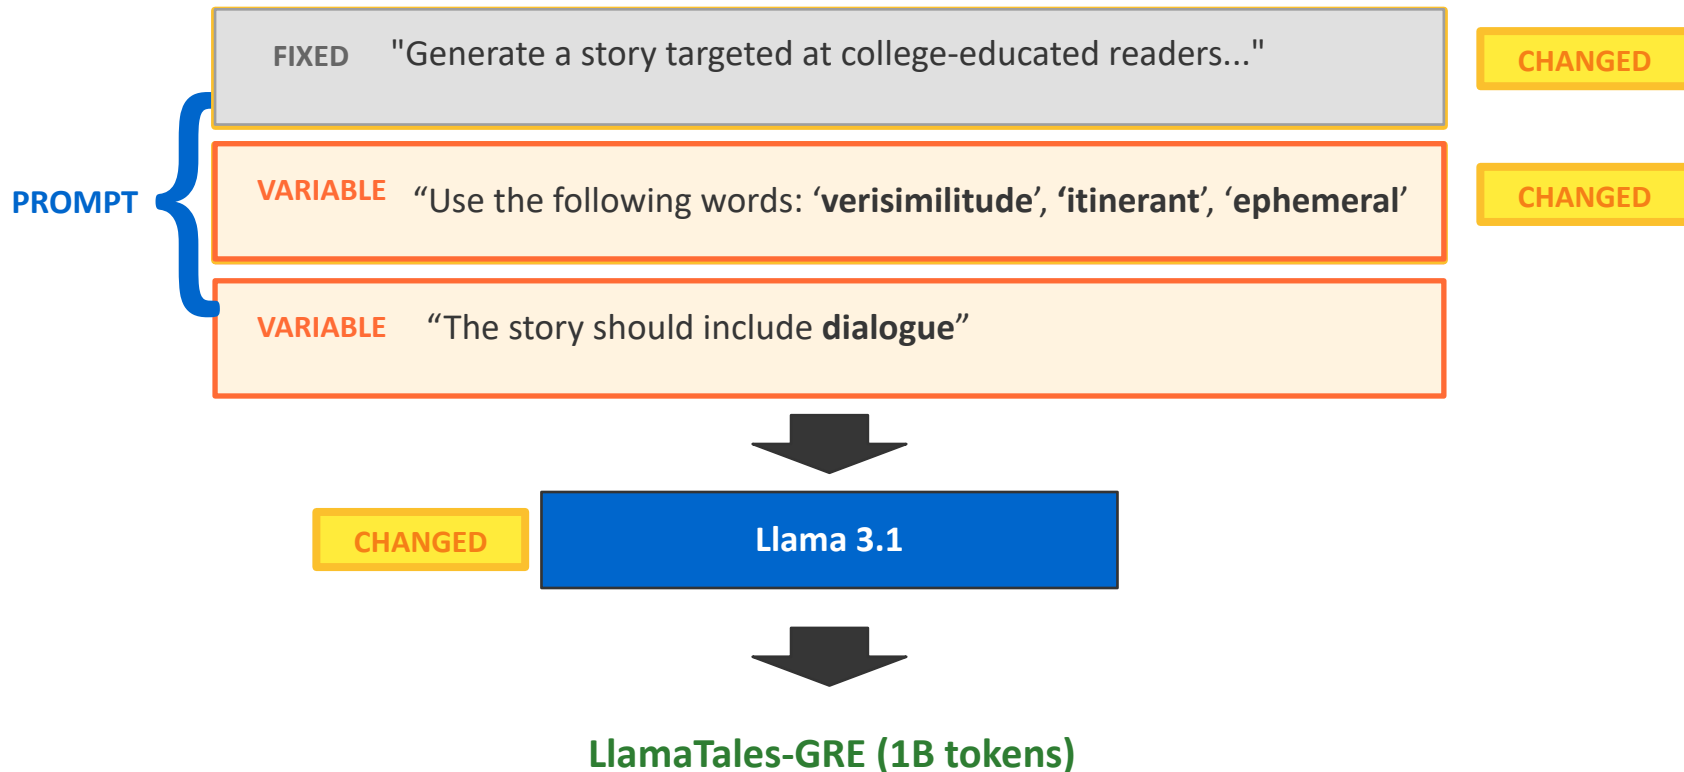 FIXED "Generate a story targeted at college-educated readers..."
CHANGED
PROMPT
VARIABLE “Use the following words: ‘verisimilitude’, ‘itinerant’, ‘ephemeral’
CHANGED
VARIABLE “The story should include dialogue”
CHANGED
Llama 3.1
LlamaTales-GRE (1B tokens)